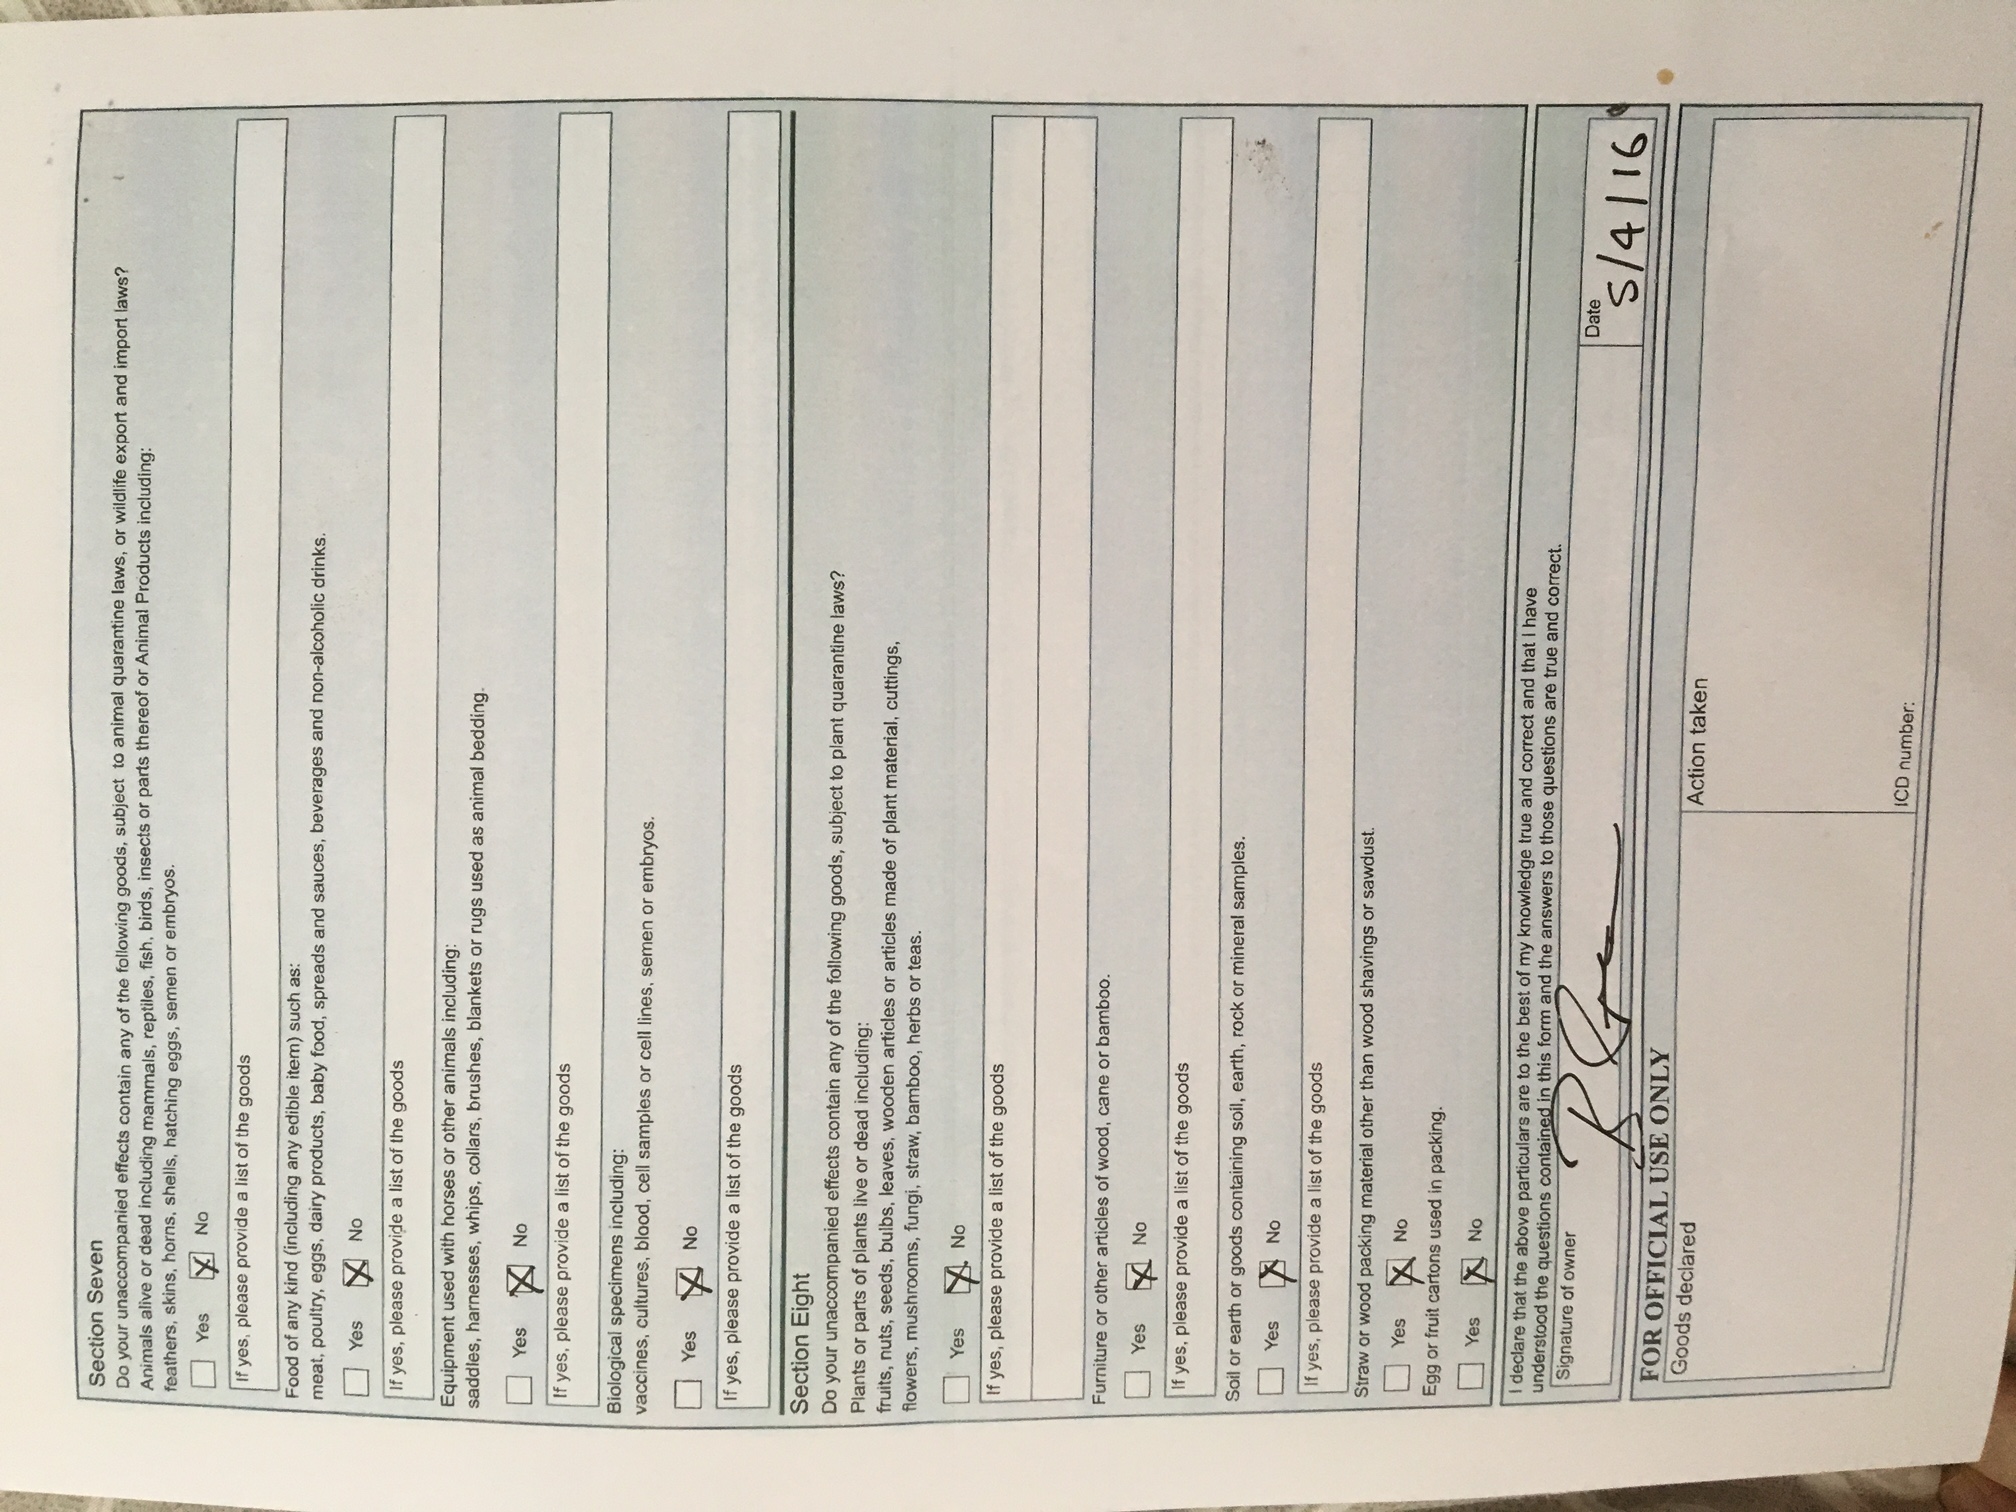 Section Seven
Do your unaccompanied effects contain any of the following goods, subject to animal quarantine laws, or wildlife export and import laws?
Animals alive or dead including mammals, reptiles, fish, birds, insects or parts thereof or Animal Products including:
feathers, skins, horns, shells, hatching eggs, semen or embryos.
Yes No
If yes, please provide a list of the goods
Food of any kind (including any edible item) such as:
meat, poultry, eggs, dairy products, baby food, spreads and sauces, beverages and non-alcoholic drinks.
Yes No
If yes, please provide a list of the goods
Equipment used with horses or other animals including:
saddles, harnesses, whips, collars, brushes, blankets or rugs used as animal bedding.
Yes No
If yes, please provide a list of the goods
Biological specimens including:
vaccines, cultures, blood, cell samples or cell lines, semen or embryos.
Yes No
If yes, please provide a list of the goods
Section Eight
Do your unaccompanied effects contain any of the following goods, subject to plant quarantine laws?
Plants or parts of plants live or dead including:
fruits, nuts, seeds, bulbs, leaves, wooden articles or articles made of plant material, cuttings,
flowers, mushrooms, fungi, straw, bamboo, herbs or teas.
Yes No
If yes, please provide a list of the goods
Furniture or other articles of wood, cane or bamboo.
Yes No
If yes, please provide a list of the goods
Soil or earth or goods containing soil, earth, rock or mineral samples.
Yes No
If yes, please provide a list of the goods
Straw or wood packing material other than wood shavings or sawdust.
Yes No
Egg or fruit cartons used in packing.
Yes No
I declare that the above particulars are to the best of my knowledge true and correct and that I have
understood the questions contained in this form and the answers to those questions are true and correct.
Signature of owner
Date
5/4/16
FOR OFFICIAL USE ONLY
Goods declared
Action taken
ICD number: